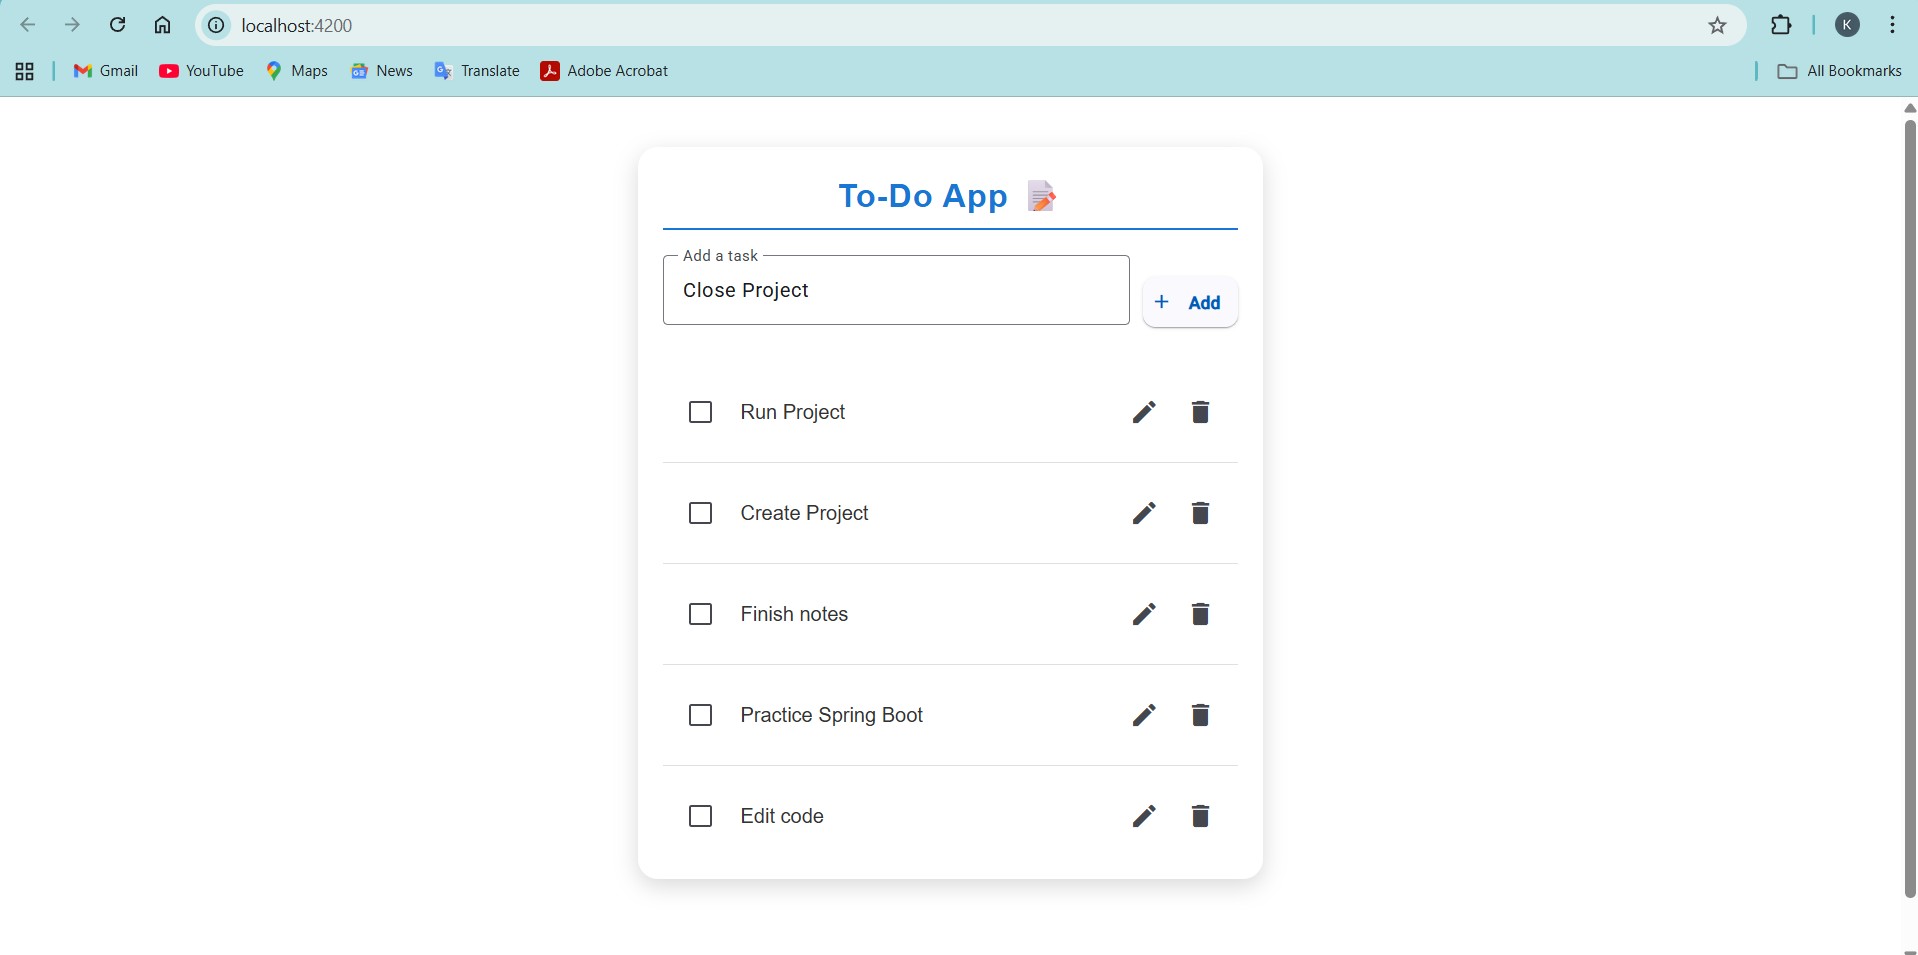 localhost:4200
K
Gmail YouTube Maps News Translate Adobe Acrobat All Bookmarks
To-Do App
Add a task
Close Project
+ Add
Run Project
Create Project
Finish notes
Practice Spring Boot
Edit code